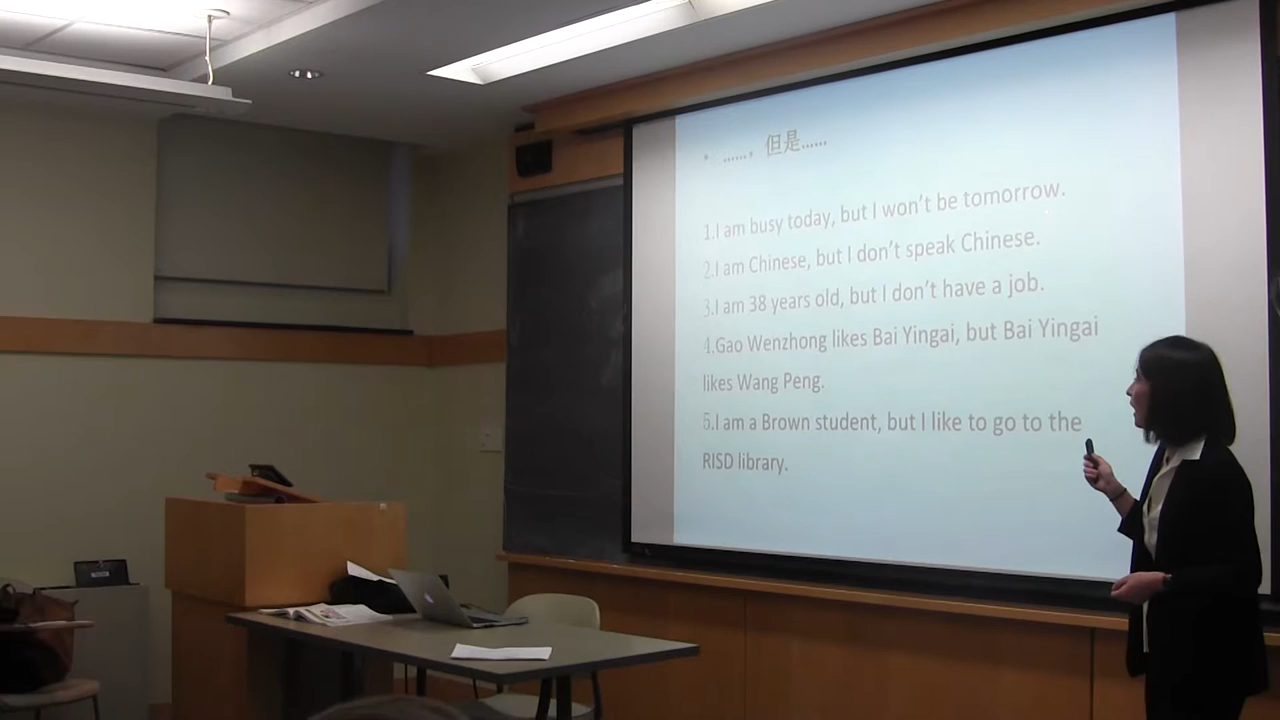 • ……，但是……
1.I am busy today, but I won't be tomorrow.
2.I am Chinese, but I don't speak Chinese.
3.I am 38 years old, but I don't have a job.
4.Gao Wenzhong likes Bai Yingai, but Bai Yingai
likes Wang Peng.
5.I am a Brown student, but I like to go to the
RISD library.